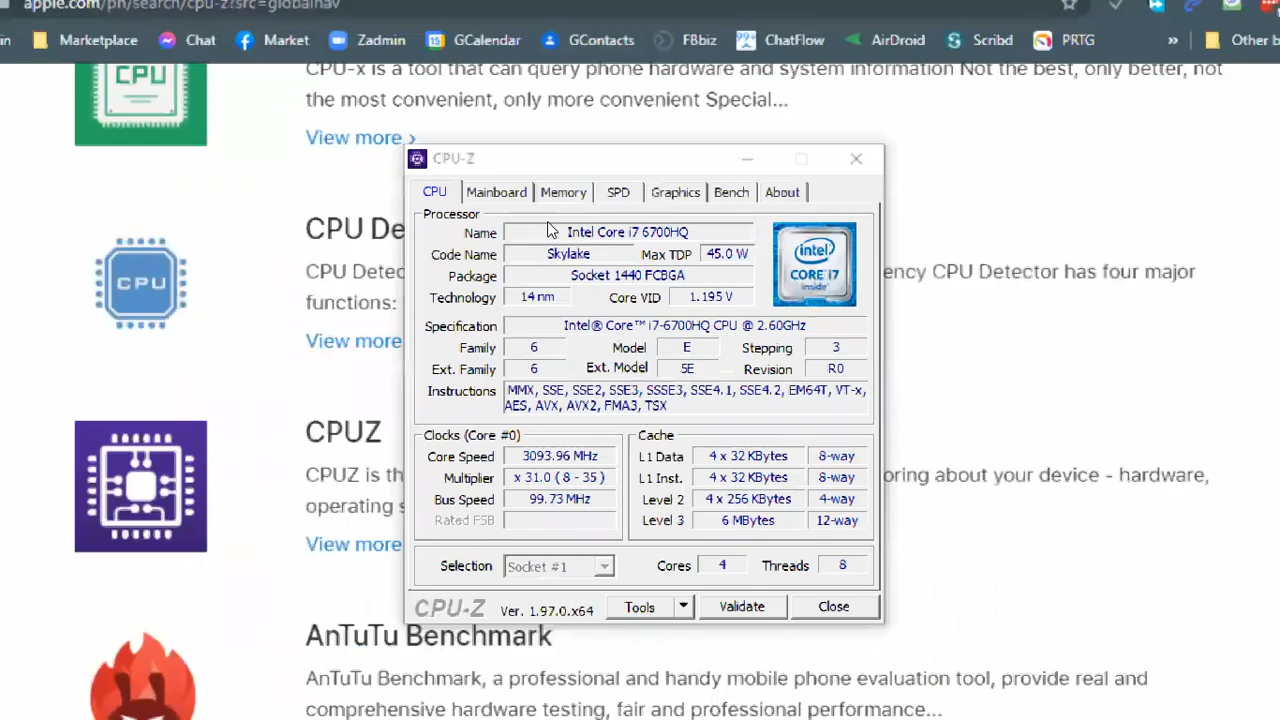 apple.com/ph/search/cpu-z?src=globalnav
in Marketplace Chat Market Zadmin GCalendar GContacts FBbiz ChatFlow AirDroid Scribd PRTG » Other b
CPU
CPU-x is a tool that can query phone hardware and system information Not the best, only better, not
the most convenient, only more convenient Special...
View more ›
CPU-Z
CPU Mainboard Memory SPD Graphics Bench About
Processor
Name Intel Core i7 6700HQ
Code Name Skylake Max TDP 45.0 W
Package Socket 1440 FCBGA
Technology 14 nm Core VID 1.195 V
intel CORE i7 inside
Specification Intel® Core™ i7-6700HQ CPU @ 2.60GHz
Family 6 Model E Stepping 3
Ext. Family 6 Ext. Model 5E Revision R0
Instructions MMX, SSE, SSE2, SSE3, SSSE3, SSE4.1, SSE4.2, EM64T, VT-x,
AES, AVX, AVX2, FMA3, TSX
Clocks (Core #0)
Core Speed 3093.96 MHz
Multiplier x 31.0 ( 8 - 35 )
Bus Speed 99.73 MHz
Rated FSB
Cache
L1 Data 4 x 32 KBytes 8-way
L1 Inst. 4 x 32 KBytes 8-way
Level 2 4 x 256 KBytes 4-way
Level 3 6 MBytes 12-way
Selection Socket #1 Cores 4 Threads 8
CPU-Z Ver. 1.97.0.x64 Tools Validate Close
CPU De
CPU
CPU Detec ency CPU Detector has four major
functions:
View more
CPUZ
CPUZ is th oring about your device - hardware,
operating s
View more
AnTuTu Benchmark
AnTuTu Benchmark, a professional and handy mobile phone evaluation tool, provide real and
comprehensive hardware testing, fair and professional performance...